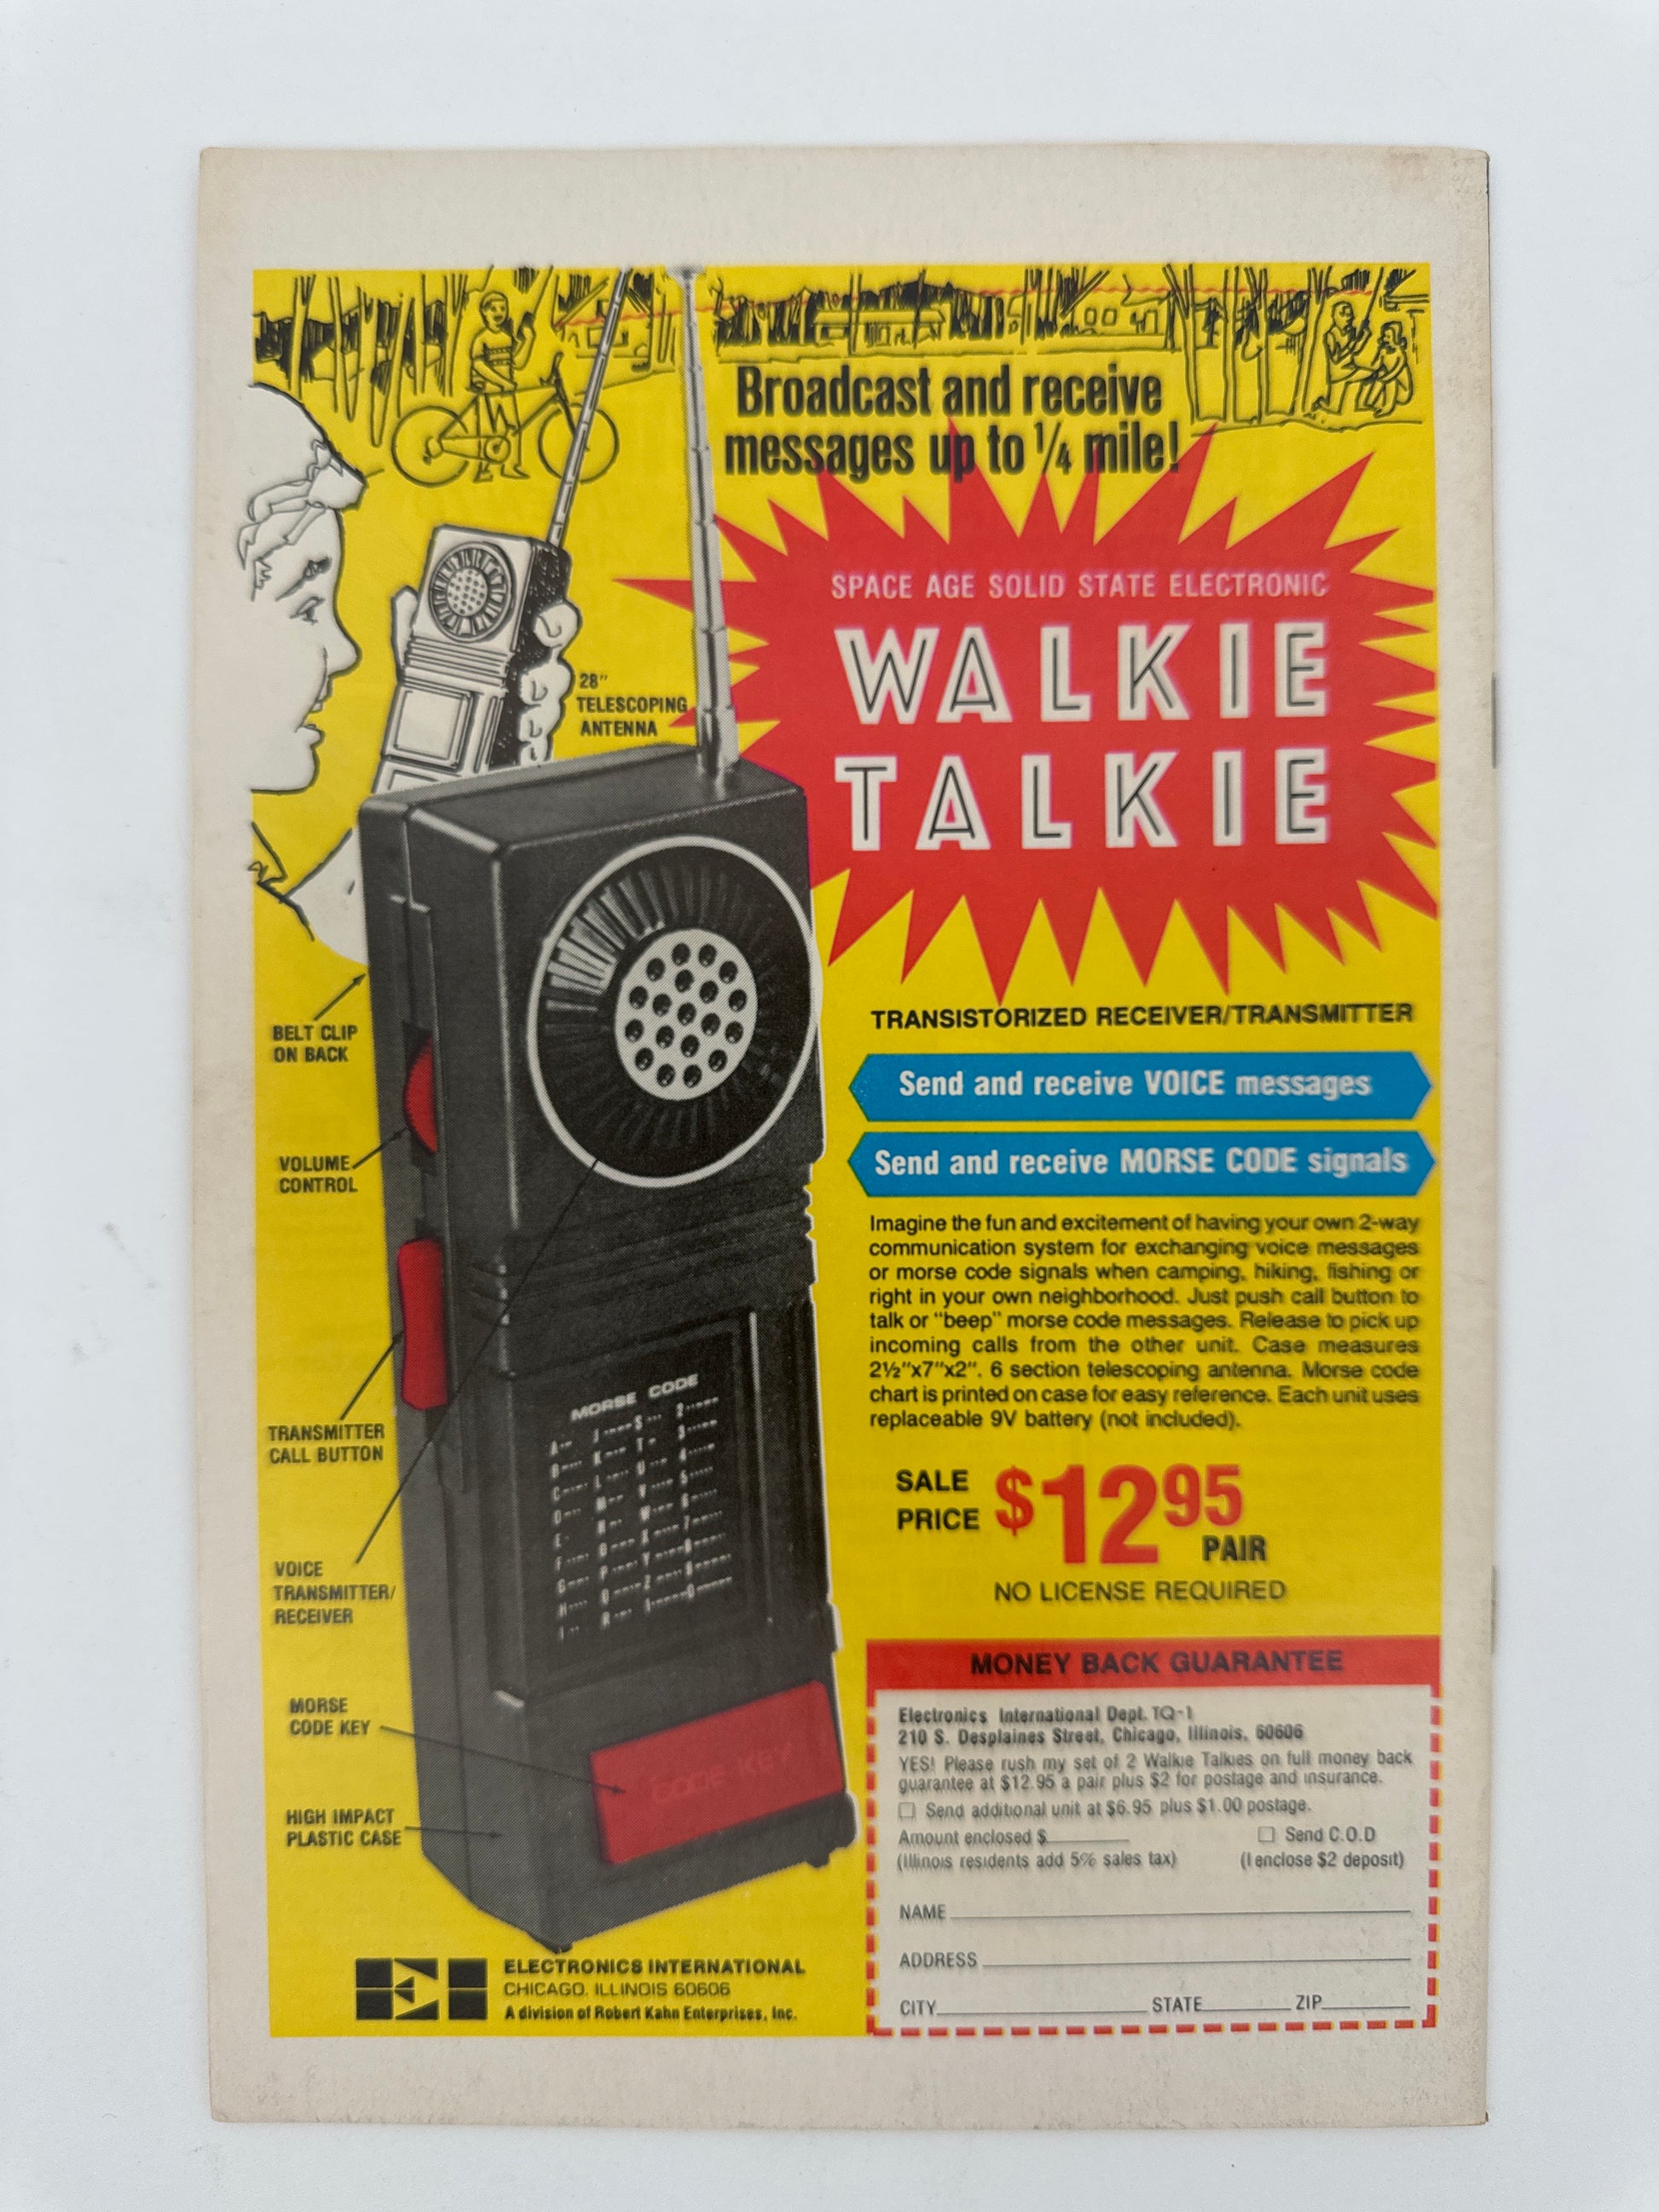 Broadcast and receive
messages up to 1/4 mile!
SPACE AGE SOLID STATE ELECTRONIC
WALKIE
TALKIE
28"
TELESCOPING
ANTENNA
BELT CLIP
ON BACK
VOLUME
CONTROL
TRANSMITTER
CALL BUTTON
VOICE
TRANSMITTER/
RECEIVER
MORSE
CODE KEY
HIGH IMPACT
PLASTIC CASE
MORSE CODE
CODE KEY
TRANSISTORIZED RECEIVER/TRANSMITTER
Send and receive VOICE messages
Send and receive MORSE CODE signals
Imagine the fun and excitement of having your own 2-way
communication system for exchanging voice messages
or morse code signals when camping, hiking, fishing or
right in your own neighborhood. Just push call button to
talk or "beep" morse code messages. Release to pick up
incoming calls from the other unit. Case measures
2½"x7"x2". 6 section telescoping antenna. Morse code
chart is printed on case for easy reference. Each unit uses
replaceable 9V battery (not included).
SALE
PRICE $12 95
PAIR
NO LICENSE REQUIRED
MONEY BACK GUARANTEE
Electronics International Dept. TQ-1
210 S. Desplaines Street, Chicago, Illinois, 60606
YES! Please rush my set of 2 Walkie Talkies on full money back
guarantee at $12.95 a pair plus $2 for postage and insurance.
Send additional unit at $6.95 plus $1.00 postage.
Amount enclosed $ Send C.O.D
(Illinois residents add 5% sales tax) (I enclose $2 deposit)
NAME
ADDRESS
CITY STATE ZIP
ELECTRONICS INTERNATIONAL
CHICAGO, ILLINOIS 60606
A division of Robert Kahn Enterprises, Inc.